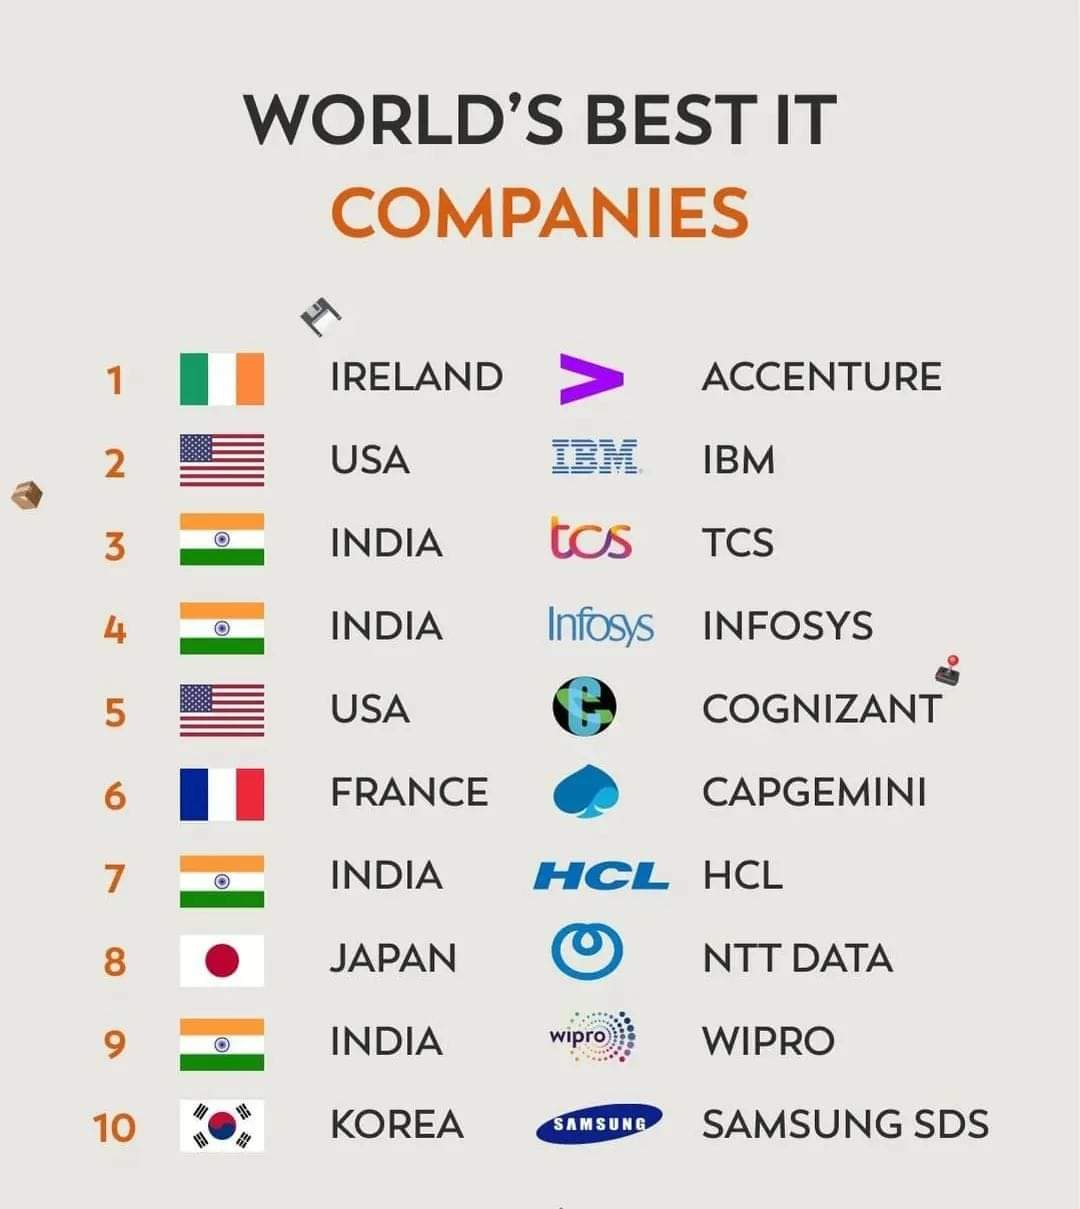 WORLD'S BEST IT
COMPANIES
1 IRELAND ACCENTURE
2 USA IBM IBM
3 INDIA tcs TCS
4 INDIA Infosys INFOSYS
5 USA C COGNIZANT
6 FRANCE CAPGEMINI
7 INDIA HCL HCL
8 JAPAN NTT DATA
9 INDIA wipro WIPRO
10 KOREA SAMSUNG SAMSUNG SDS